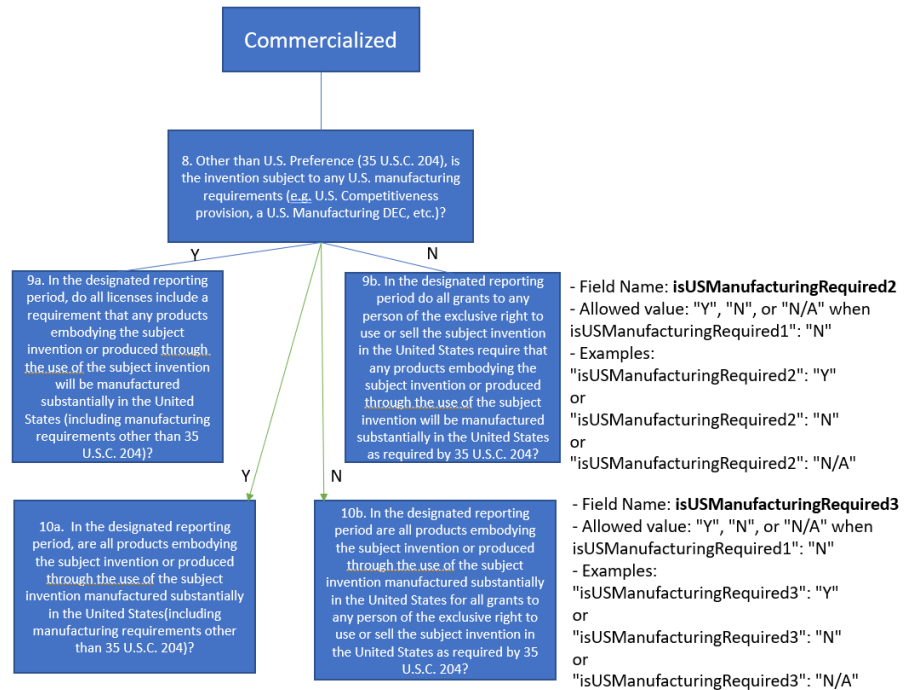 Commercialized
8. Other than U.S. Preference (35 U.S.C. 204), is
the invention subject to any U.S. manufacturing
requirements (e.g. U.S. Competitiveness
provision, a U.S. Manufacturing DEC, etc.)?
Y
N
9a. In the designated reporting
period, do all licenses include a
requirement that any products
embodying the subject
invention or produced through
the use of the subject invention
will be manufactured
substantially in the United
States (including manufacturing
requirements other than 35
U.S.C. 204)?
9b. In the designated reporting
period do all grants to any
person of the exclusive right to
use or sell the subject invention
in the United States require that
any products embodying the
subject invention or produced
through the use of the subject
invention will be manufactured
substantially in the United States
as required by 35 U.S.C. 204?
- Field Name: isUSManufacturingRequired2
- Allowed value: "Y", "N", or "N/A" when
isUSManufacturingRequired1": "N"
- Examples:
"isUSManufacturingRequired2": "Y"
or
"isUSManufacturingRequired2": "N"
or
"isUSManufacturingRequired2": "N/A"
Y
N
10a. In the designated reporting
period, are all products embodying
the subject invention or produced
through the use of the subject
invention manufactured substantially
in the United States(including
manufacturing requirements other
than 35 U.S.C. 204)?
10b. In the designated reporting
period are all products embodying
the subject invention or produced
through the use of the subject
invention manufactured substantially
in the United States for all grants to
any person of the exclusive right to
use or sell the subject invention in
the United States as required by 35
U.S.C. 204?
- Field Name: isUSManufacturingRequired3
- Allowed value: "Y", "N", or "N/A" when
isUSManufacturingRequired1": "N"
- Examples:
"isUSManufacturingRequired3": "Y"
or
"isUSManufacturingRequired3": "N"
or
"isUSManufacturingRequired3": "N/A"